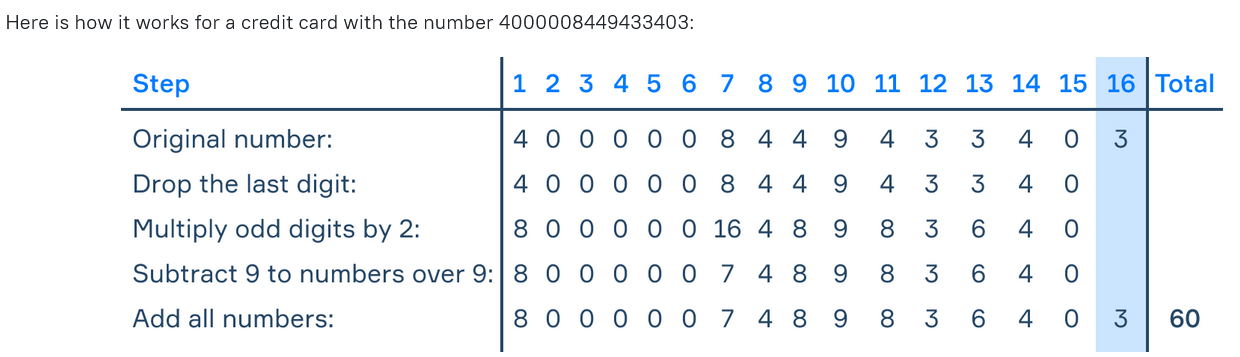 Here is how it works for a credit card with the number 4000008449433403:
Step 1 2 3 4 5 6 7 8 9 10 11 12 13 14 15 16 Total
Original number: 4 0 0 0 0 0 8 4 4 9 4 3 3 4 0 3
Drop the last digit: 4 0 0 0 0 0 8 4 4 9 4 3 3 4 0
Multiply odd digits by 2: 8 0 0 0 0 0 16 4 8 9 8 3 6 4 0
Subtract 9 to numbers over 9: 8 0 0 0 0 0 7 4 8 9 8 3 6 4 0
Add all numbers: 8 0 0 0 0 0 7 4 8 9 8 3 6 4 0 3 60